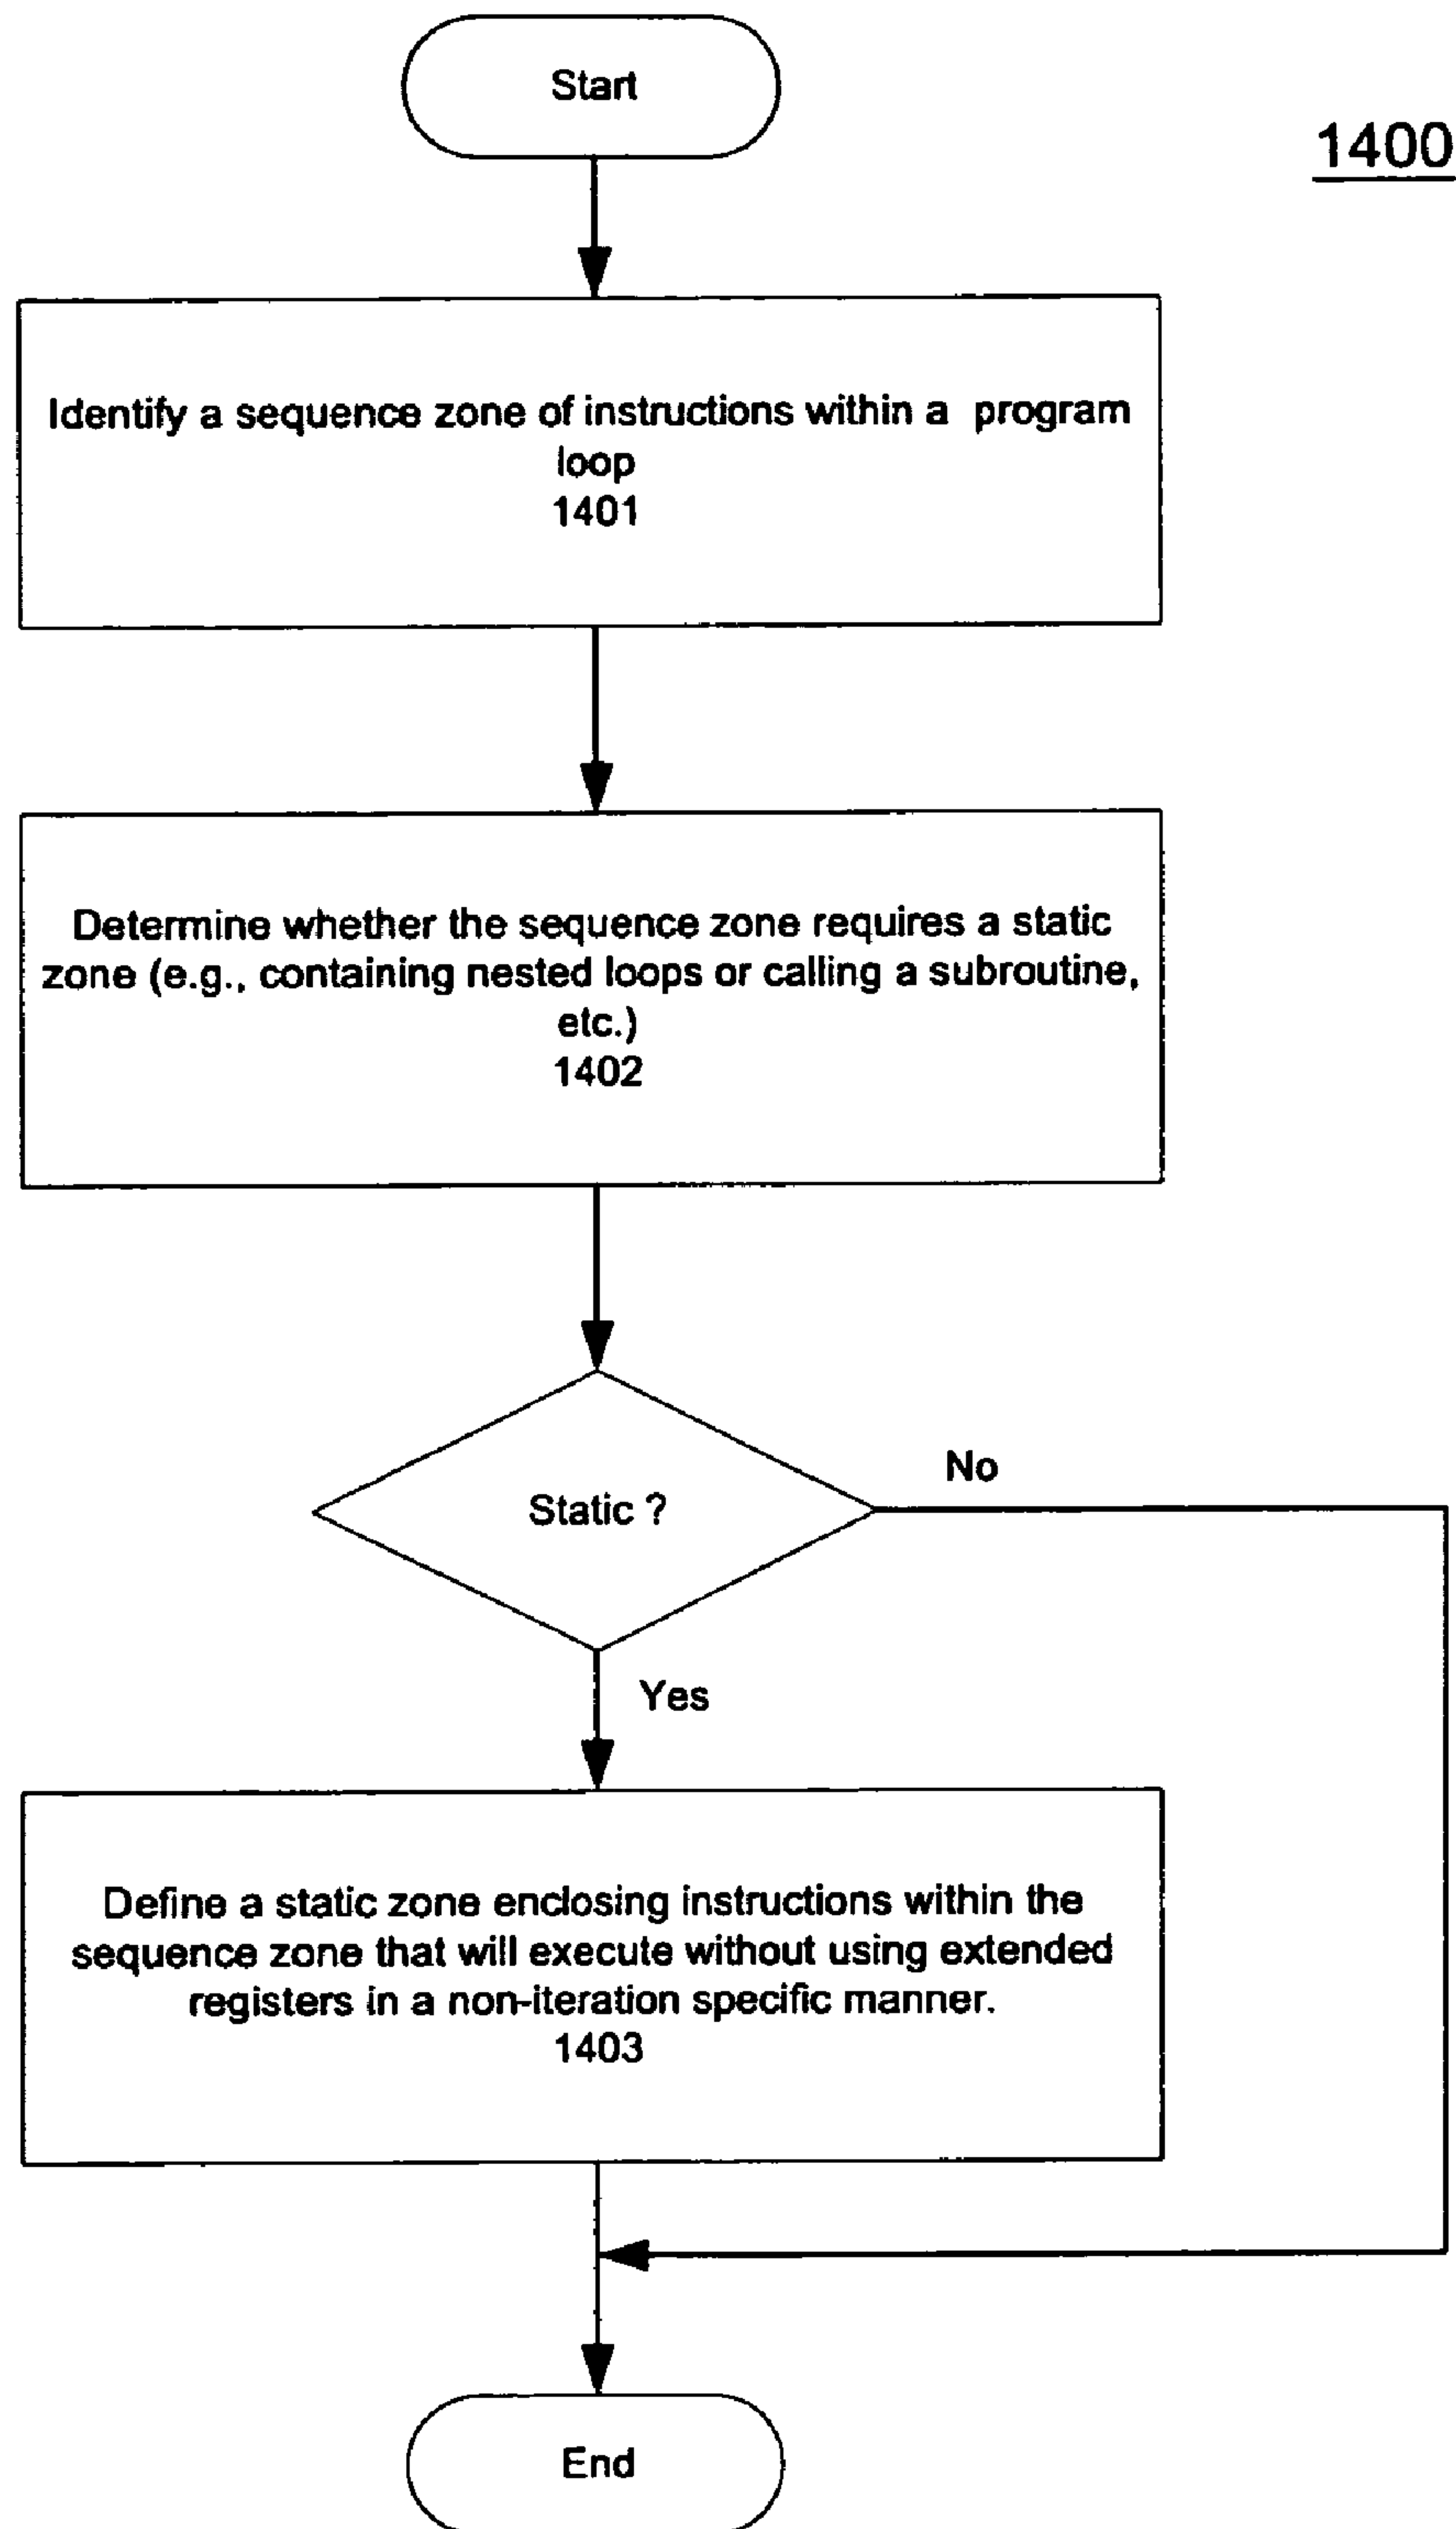 Start
1400
Identify a sequence zone of instructions within a program
loop
1401
Determine whether the sequence zone requires a static
zone (e.g., containing nested loops or calling a subroutine,
etc.)
1402
No
Static ?
Yes
Define a static zone enclosing instructions within the
sequence zone that will execute without using extended
registers in a non-iteration specific manner.
1403
End